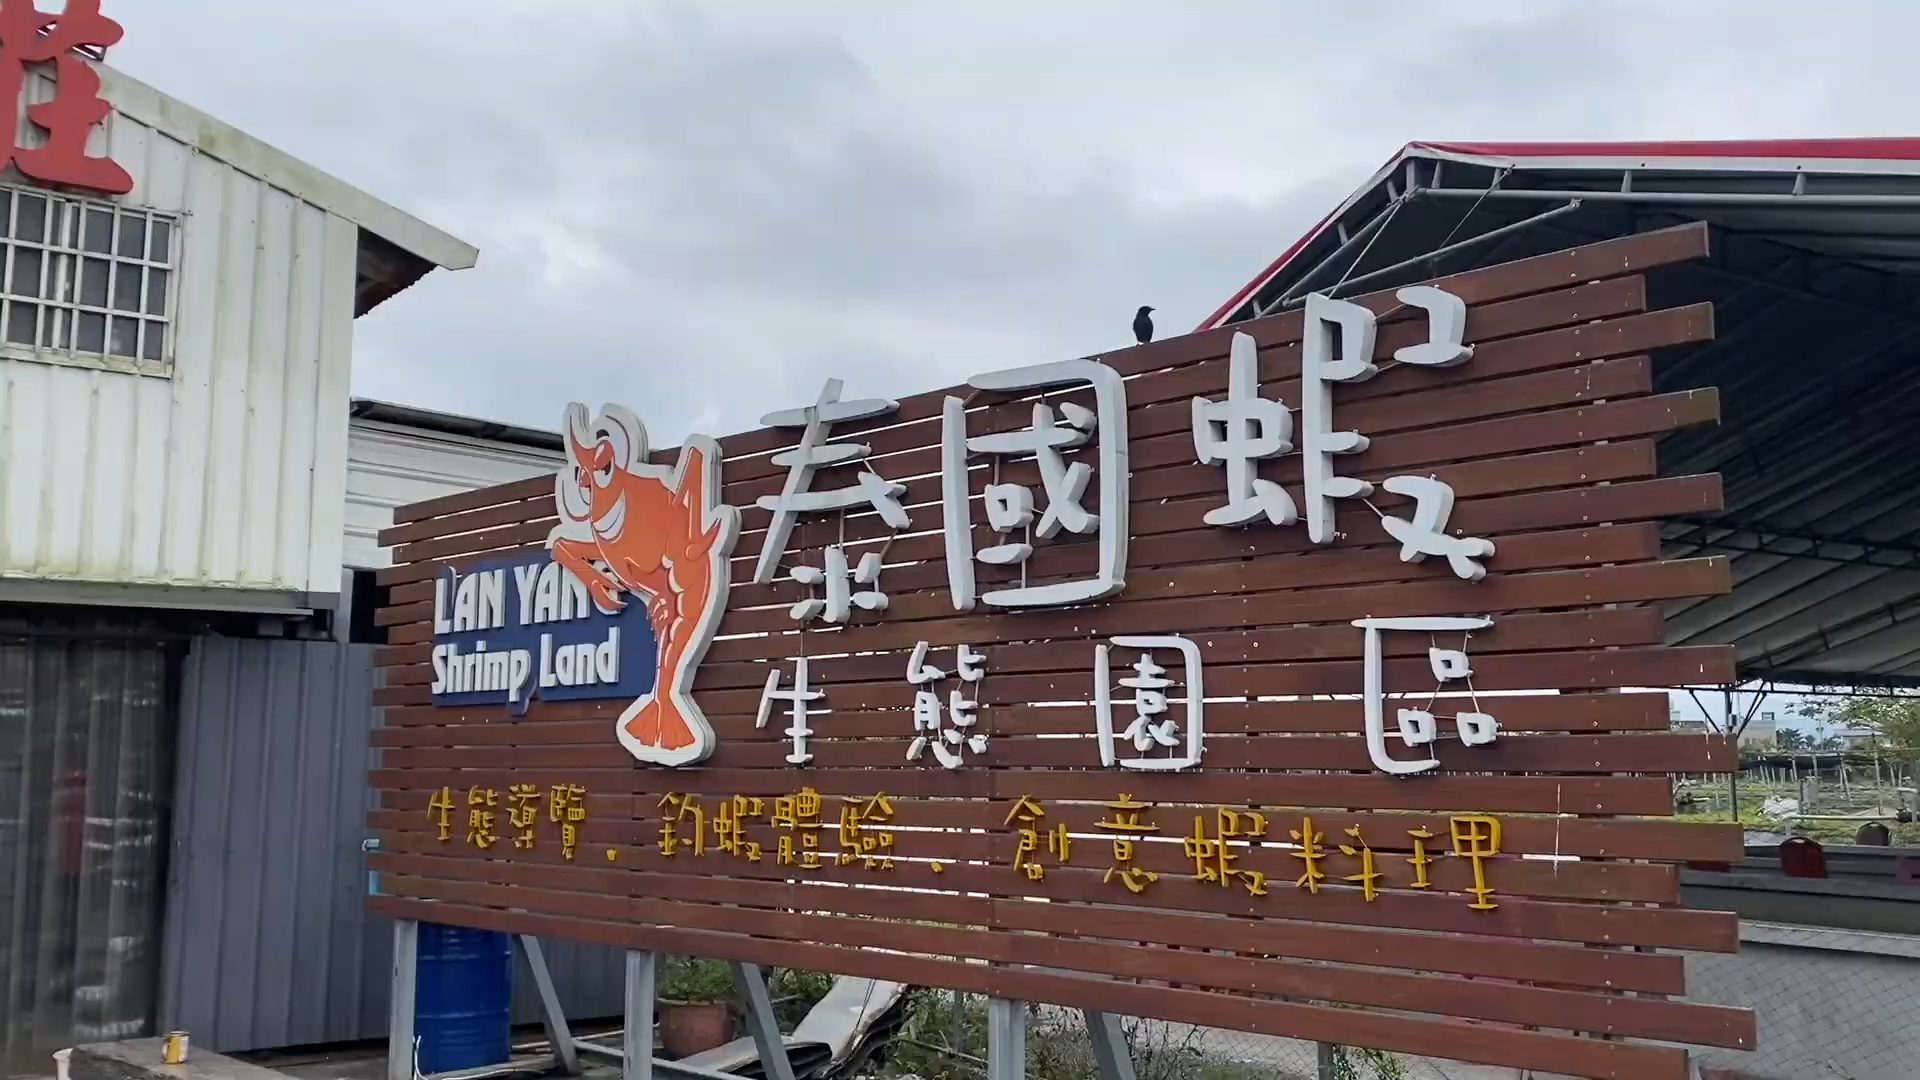 胜
LAN YANG
Shrimp Land
泰國蝦
生態園區
生態導覽、釣蝦體驗、創意蝦料理